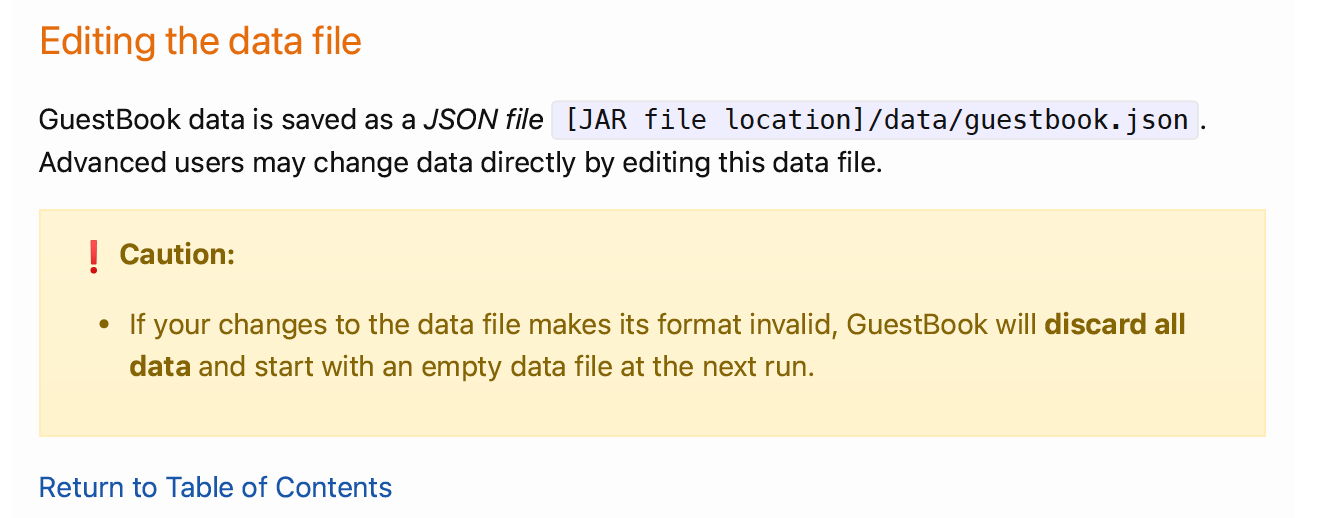 Editing the data file
GuestBook data is saved as a JSON file [JAR file location]/data/guestbook.json.
Advanced users may change data directly by editing this data file.
❗ Caution:
• If your changes to the data file makes its format invalid, GuestBook will discard all
data and start with an empty data file at the next run.
Return to Table of Contents